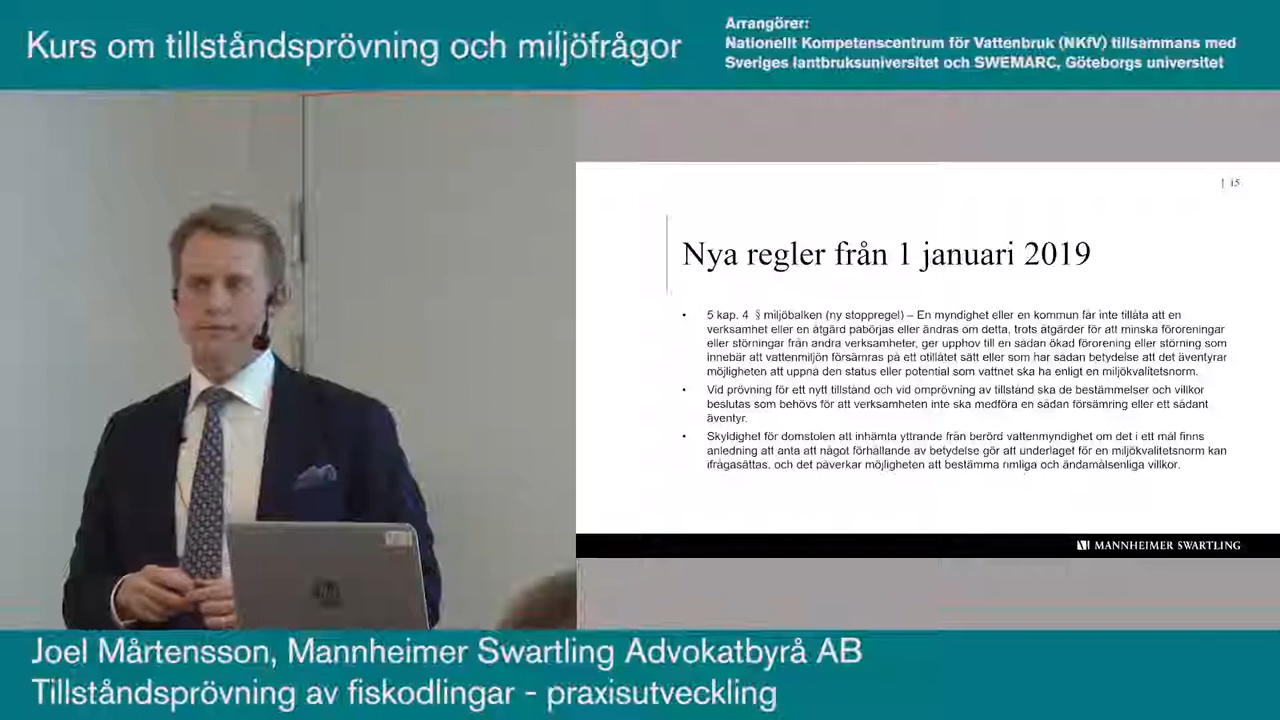 Kurs om tillståndsprövning och miljöfrågor
Arrangörer:
Nationellt Kompetenscentrum för Vattenbruk (NKfV) tillsammans med
Sveriges lantbruksuniversitet och SWEMARC, Göteborgs universitet
| 15
Nya regler från 1 januari 2019
• 5 kap. 4 § miljöbalken (ny stoppregel) – En myndighet eller en kommun får inte tillåta att en
verksamhet eller en åtgärd påbörjas eller ändras om detta, trots åtgärder för att minska föroreningar
eller störningar från andra verksamheter, ger upphov till en sådan ökad förorening eller störning som
innebär att vattenmiljön försämras på ett otillåtet sätt eller som har sådan betydelse att det äventyrar
möjligheten att uppnå den status eller potential som vattnet ska ha enligt en miljökvalitetsnorm.
• Vid prövning för ett nytt tillstånd och vid omprövning av tillstånd ska de bestämmelser och villkor
beslutas som behövs för att verksamheten inte ska medföra en sådan försämring eller ett sådant
äventyr.
• Skyldighet för domstolen att inhämta yttrande från berörd vattenmyndighet om det i ett mål finns
anledning att anta att något förhållande av betydelse gör att underlaget för en miljökvalitetsnorm kan
ifrågasättas, och det påverkar möjligheten att bestämma rimliga och ändamålsenliga villkor.
MANNHEIMER SWARTLING
Joel Mårtensson, Mannheimer Swartling Advokatbyrå AB
Tillståndsprövning av fiskodlingar - praxisutveckling